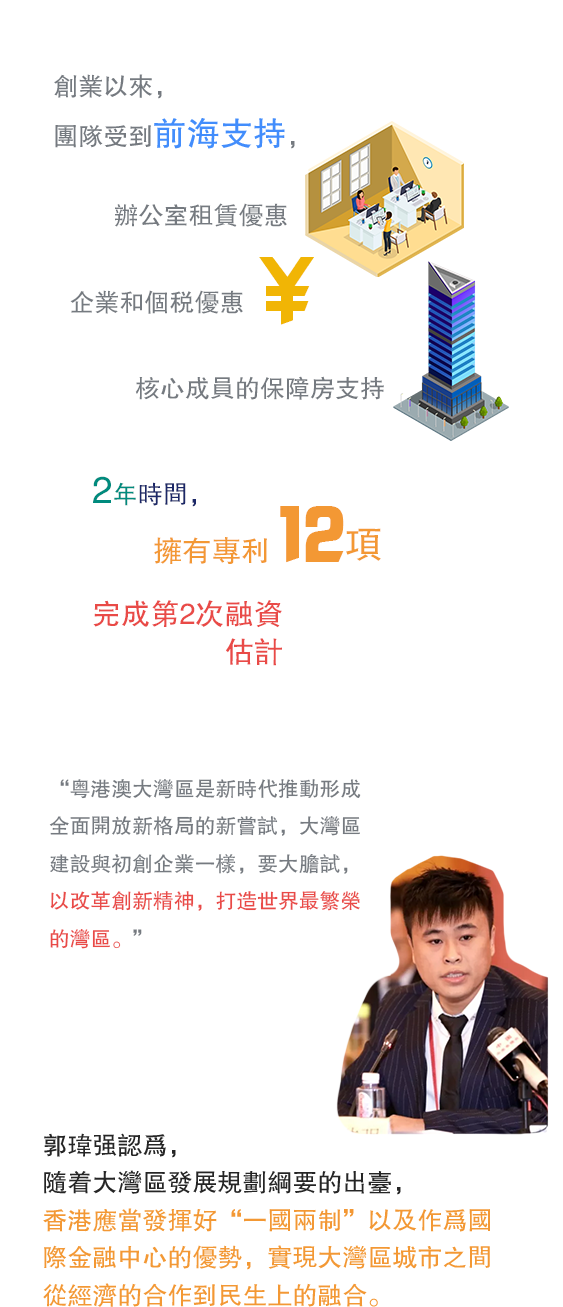 創業以來，
團隊受到前海支持，
辦公室租賃優惠
企業和個税優惠
核心成員的保障房支持
2年時間，
擁有專利 12項
完成第2次融資
估計
“粤港澳大灣區是新時代推動形成
全面開放新格局的新嘗試，大灣區
建設與初創企業一樣，要大膽試，
以改革創新精神，打造世界最繁榮
的灣區。”
郭瑋强認爲，
隨着大灣區發展規劃綱要的出臺，
香港應當發揮好“一國兩制”以及作爲國
際金融中心的優勢，實現大灣區城市之間
從經濟的合作到民生上的融合。